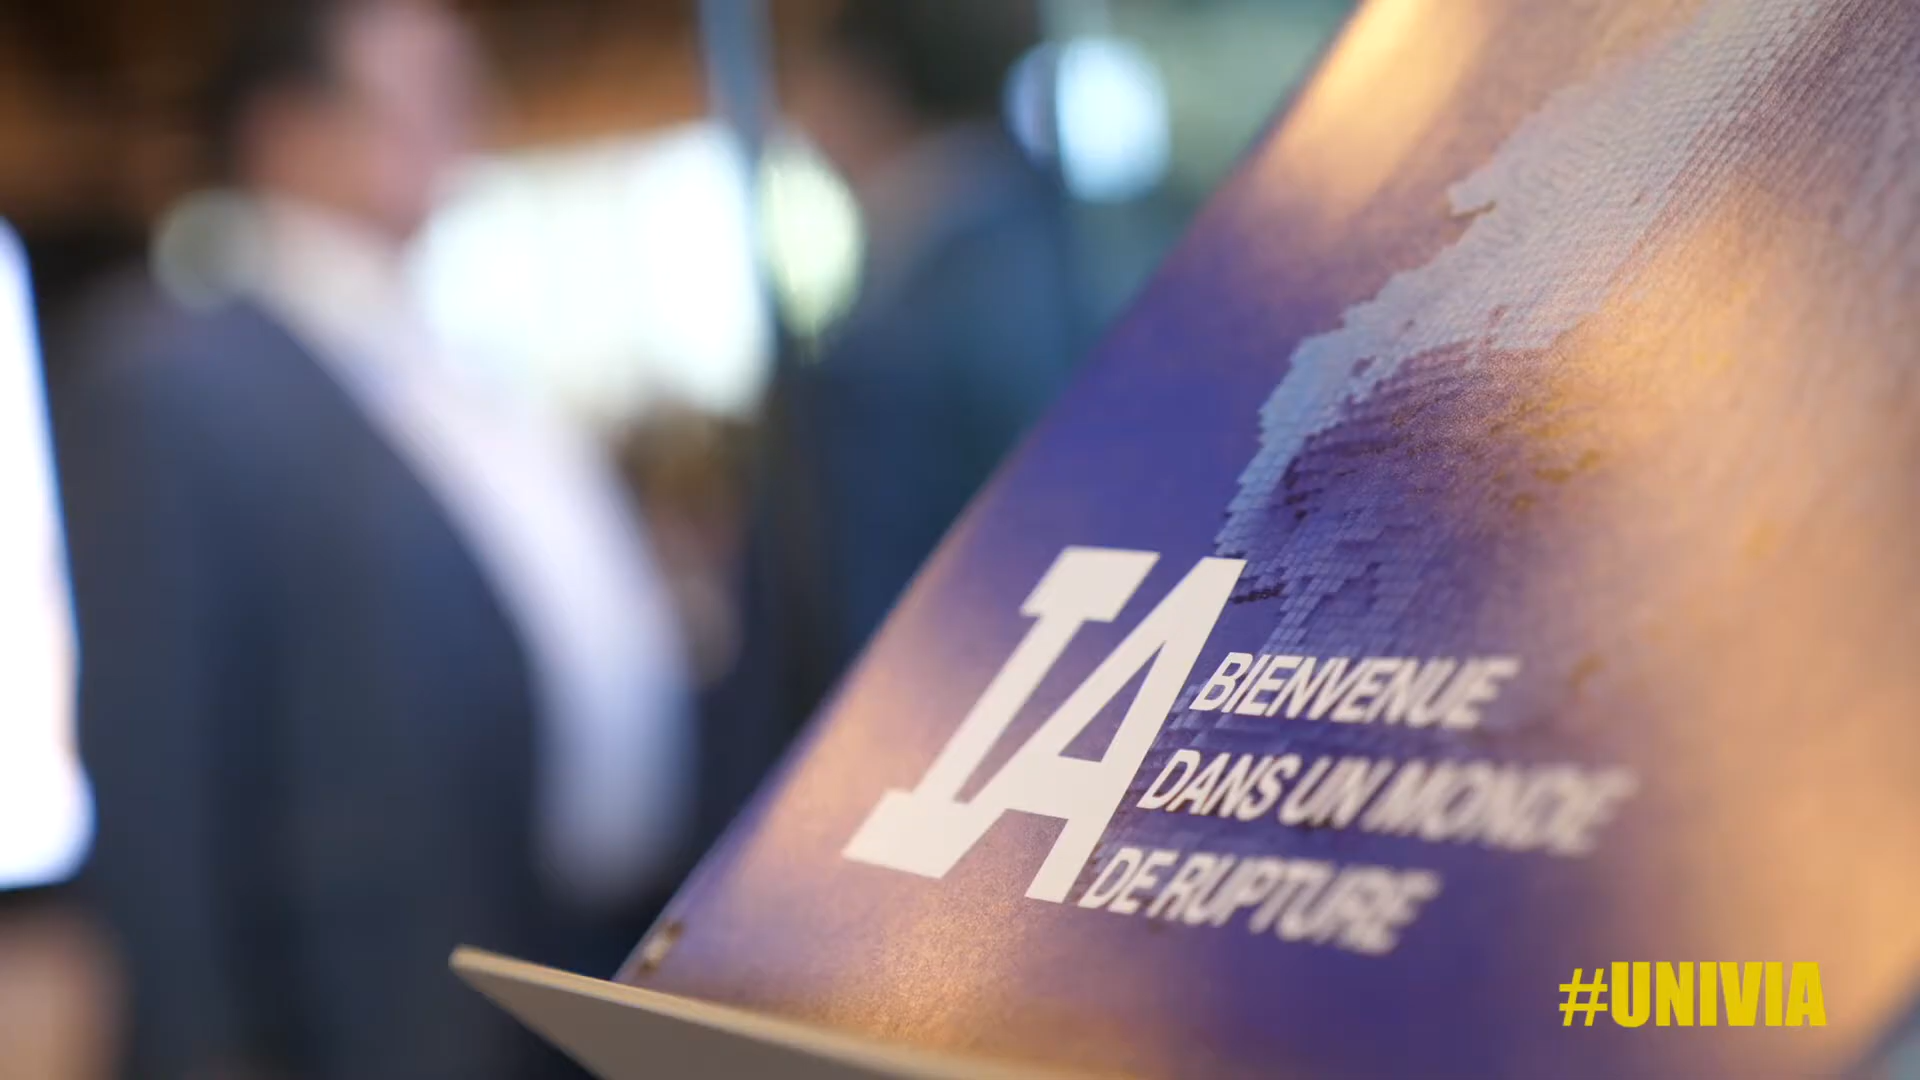 IA
BIENVENUE
DANS UN MONDE
DE RUPTURE
#UNIVIA